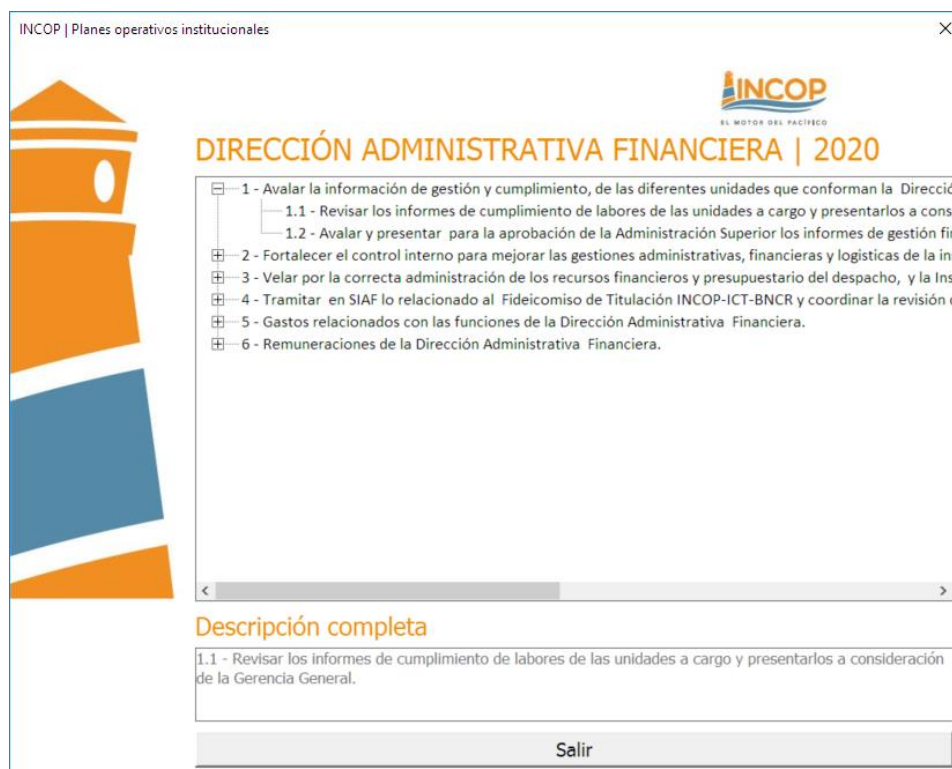 INCOP | Planes operativos institucionales
INCOP
EL MOTOR DEL PACÍFICO
DIRECCIÓN ADMINISTRATIVA FINANCIERA | 2020
1 - Avalar la información de gestión y cumplimiento, de las diferentes unidades que conforman la Direcció
1.1 - Revisar los informes de cumplimiento de labores de las unidades a cargo y presentarlos a cons
1.2 - Avalar y presentar para la aprobación de la Administración Superior los informes de gestión fi
2 - Fortalecer el control interno para mejorar las gestiones administrativas, financieras y logisticas de la in
3 - Velar por la correcta administración de los recursos financieros y presupuestario del despacho, y la Ins
4 - Tramitar en SIAF lo relacionado al Fideicomiso de Titulación INCOP-ICT-BNCR y coordinar la revisión
5 - Gastos relacionados con las funciones de la Dirección Administrativa Financiera.
6 - Remuneraciones de la Dirección Administrativa Financiera.
Descripción completa
1.1 - Revisar los informes de cumplimiento de labores de las unidades a cargo y presentarlos a consideración
de la Gerencia General.
Salir